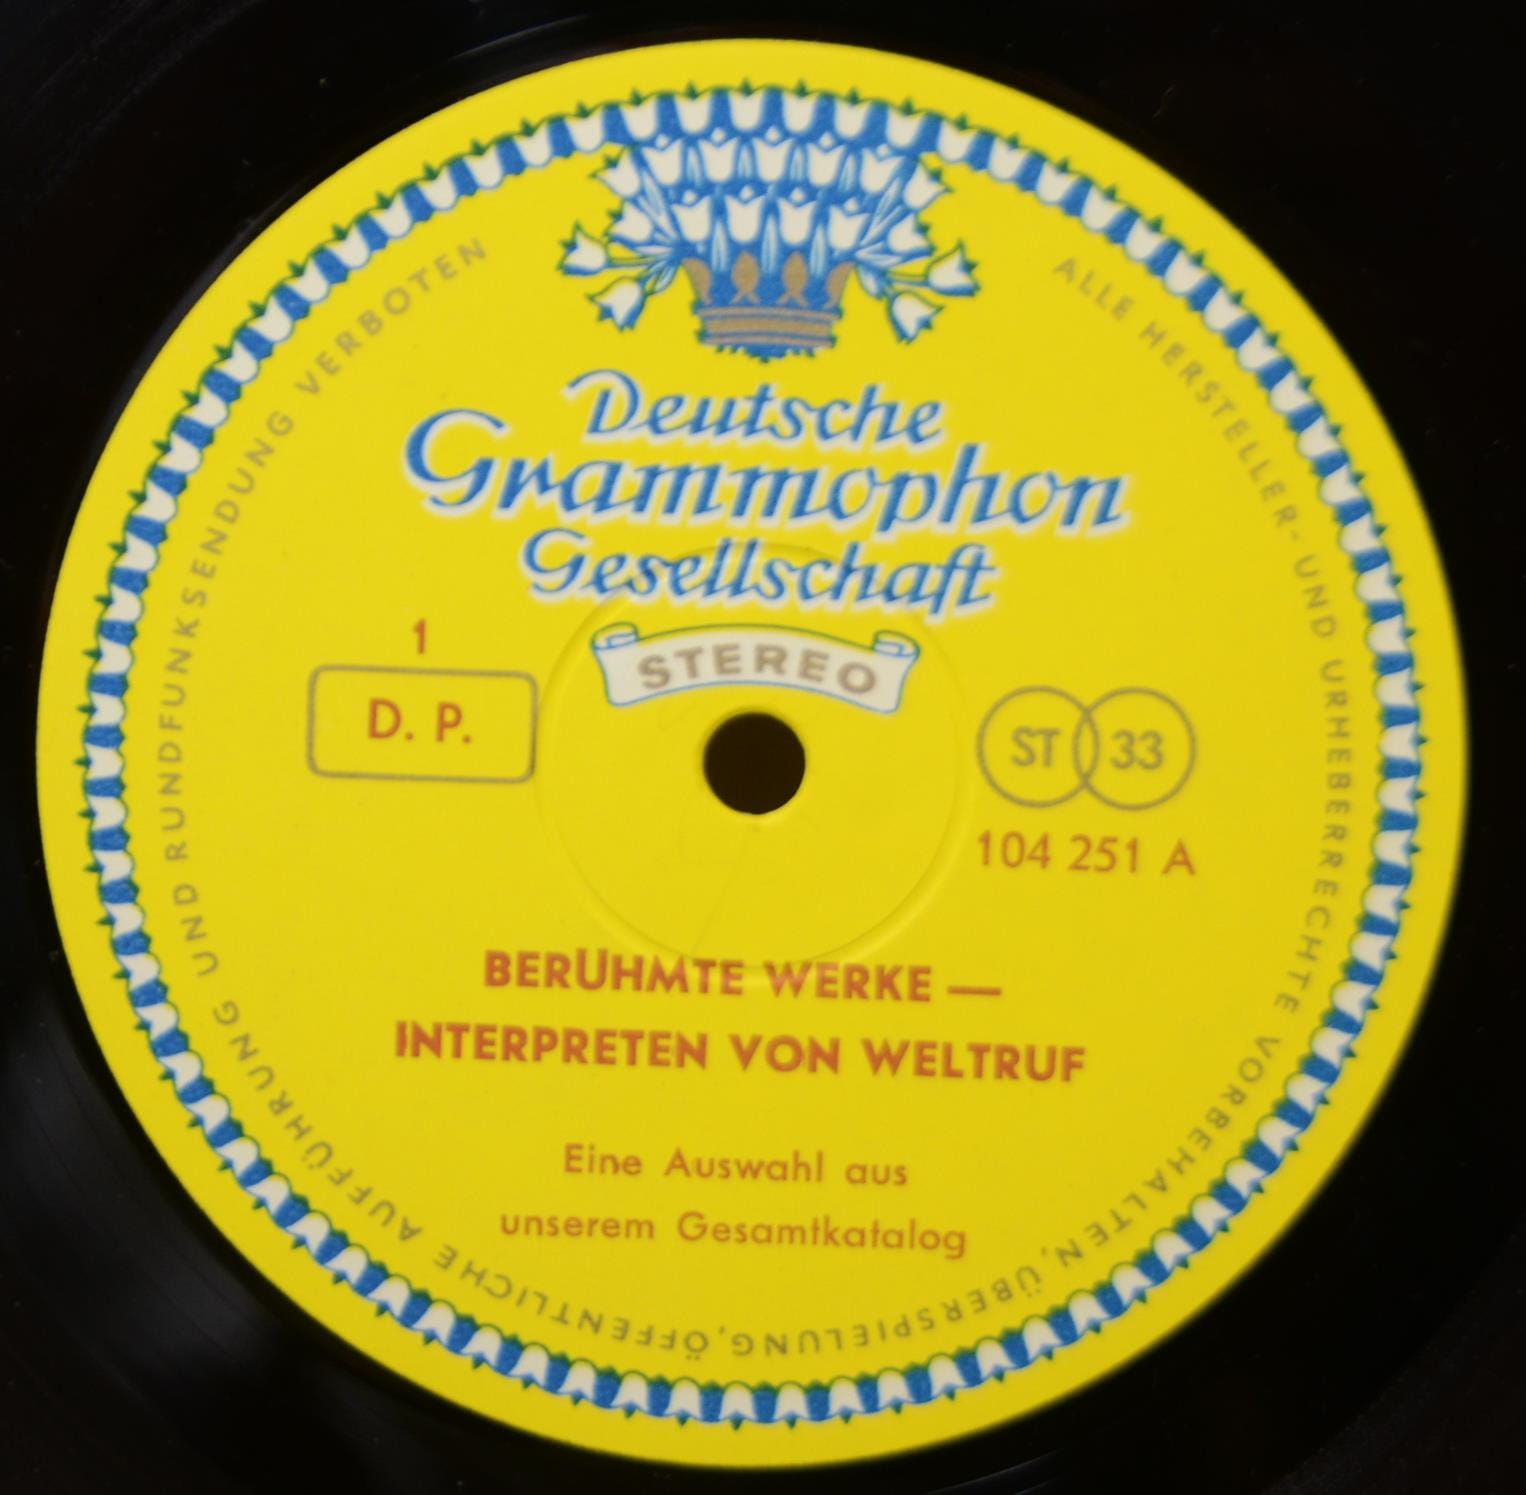 Deutsche
Grammophon
Gesellschaft
STEREO
1
D. P.
ST 33
104 251 A
BERÜHMTE WERKE —
INTERPRETEN VON WELTRUF
Eine Auswahl aus
unserem Gesamtkatalog
ALLE HERSTELLER- UND URHEBERRECHTE VORBEHALTEN, ÜBERSPIELUNG, ÖFFENTLICHE AUFFÜHRUNG UND RUNDFUNKSENDUNG VERBOTEN